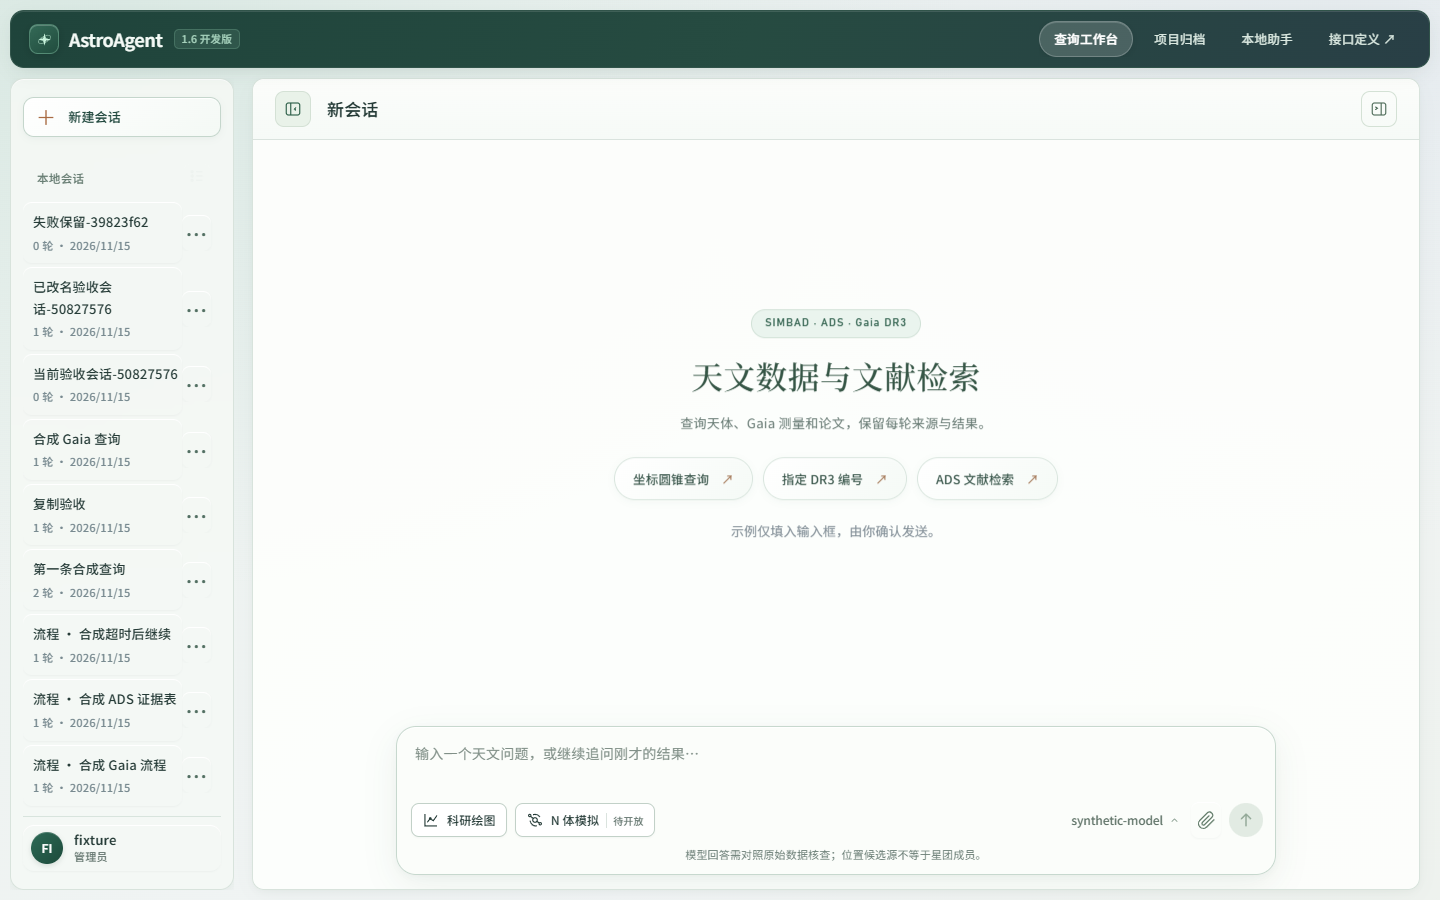 AstroAgent 1.6 开发版
查询工作台 项目归档 本地助手 接口定义 ↗
新建会话
本地会话
失败保留-39823f62
0 轮 · 2026/11/15
已改名验收会
话-50827576
1 轮 · 2026/11/15
当前验收会话-50827576
0 轮 · 2026/11/15
合成 Gaia 查询
1 轮 · 2026/11/15
复制验收
1 轮 · 2026/11/15
第一条合成查询
2 轮 · 2026/11/15
流程 · 合成超时后继续
1 轮 · 2026/11/15
流程 · 合成 ADS 证据表
1 轮 · 2026/11/15
流程 · 合成 Gaia 流程
1 轮 · 2026/11/15
FI
fixture
管理员
新会话
SIMBAD · ADS · Gaia DR3
天文数据与文献检索
查询天体、Gaia 测量和论文，保留每轮来源与结果。
坐标圆锥查询 ↗ 指定 DR3 编号 ↗ ADS 文献检索 ↗
示例仅填入输入框，由你确认发送。
输入一个天文问题，或继续追问刚才的结果…
科研绘图 N 体模拟 待开放 synthetic-model
模型回答需对照原始数据核查；位置候选源不等于星团成员。